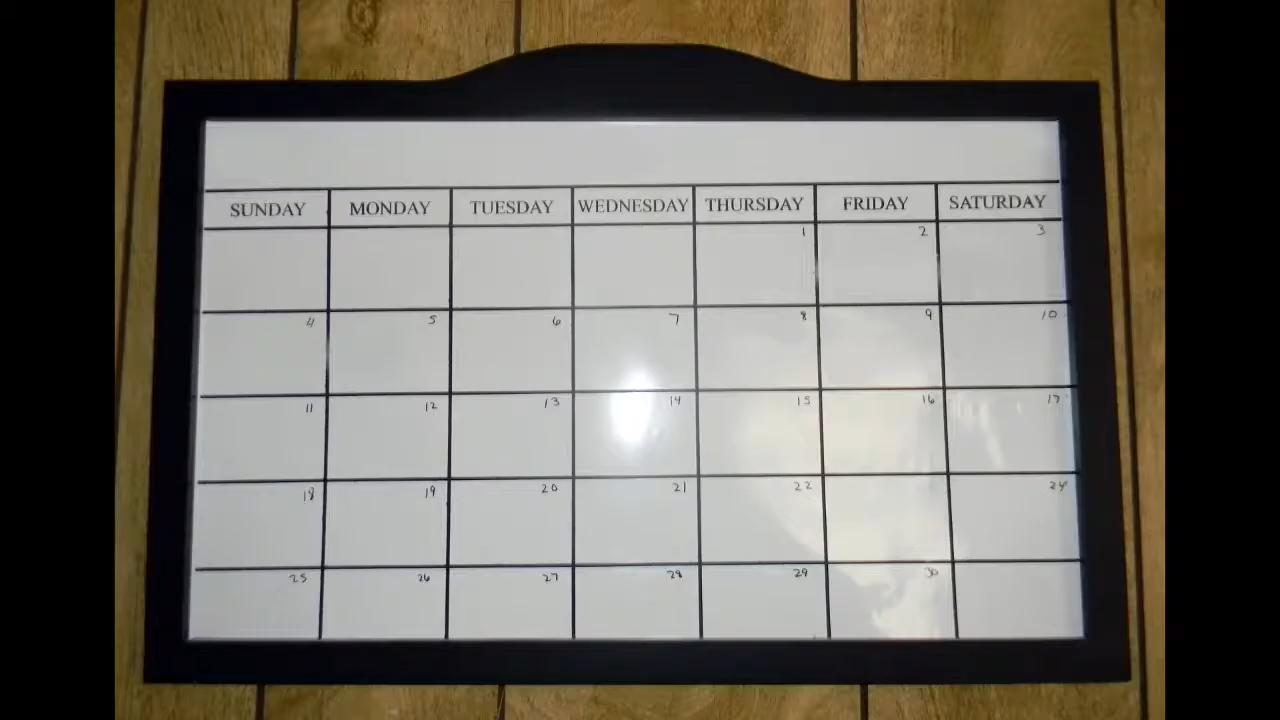 SUNDAY MONDAY TUESDAY WEDNESDAY THURSDAY FRIDAY SATURDAY
1 2 3
4 5 6 7 8 9 10
11 12 13 14 15 16 17
18 19 20 21 22 24
25 26 27 28 29 30